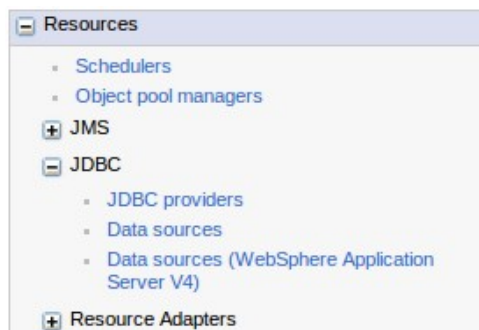 Resources
Schedulers
Object pool managers
JMS
JDBC
JDBC providers
Data sources
Data sources (WebSphere Application
Server V4)
Resource Adapters